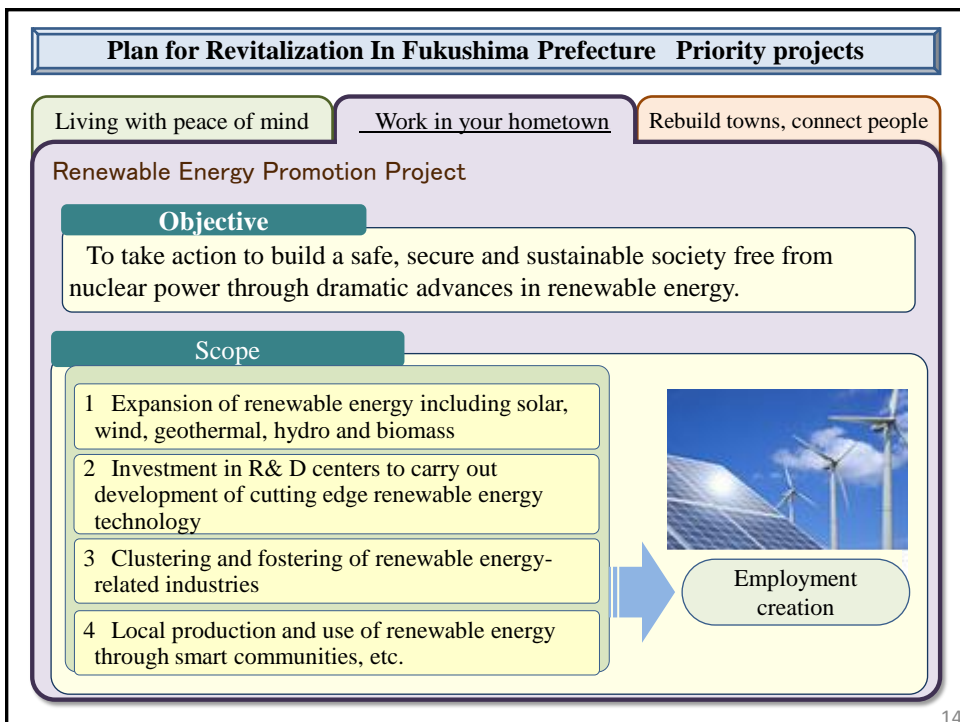 Plan for Revitalization In Fukushima Prefecture Priority projects
Living with peace of mind
Work in your hometown
Rebuild towns, connect people
Renewable Energy Promotion Project
Objective
To take action to build a safe, secure and sustainable society free from
nuclear power through dramatic advances in renewable energy.
Scope
1 Expansion of renewable energy including solar,
wind, geothermal, hydro and biomass
2 Investment in R& D centers to carry out
development of cutting edge renewable energy
technology
3 Clustering and fostering of renewable energy-
related industries
4 Local production and use of renewable energy
through smart communities, etc.
Employment
creation
14